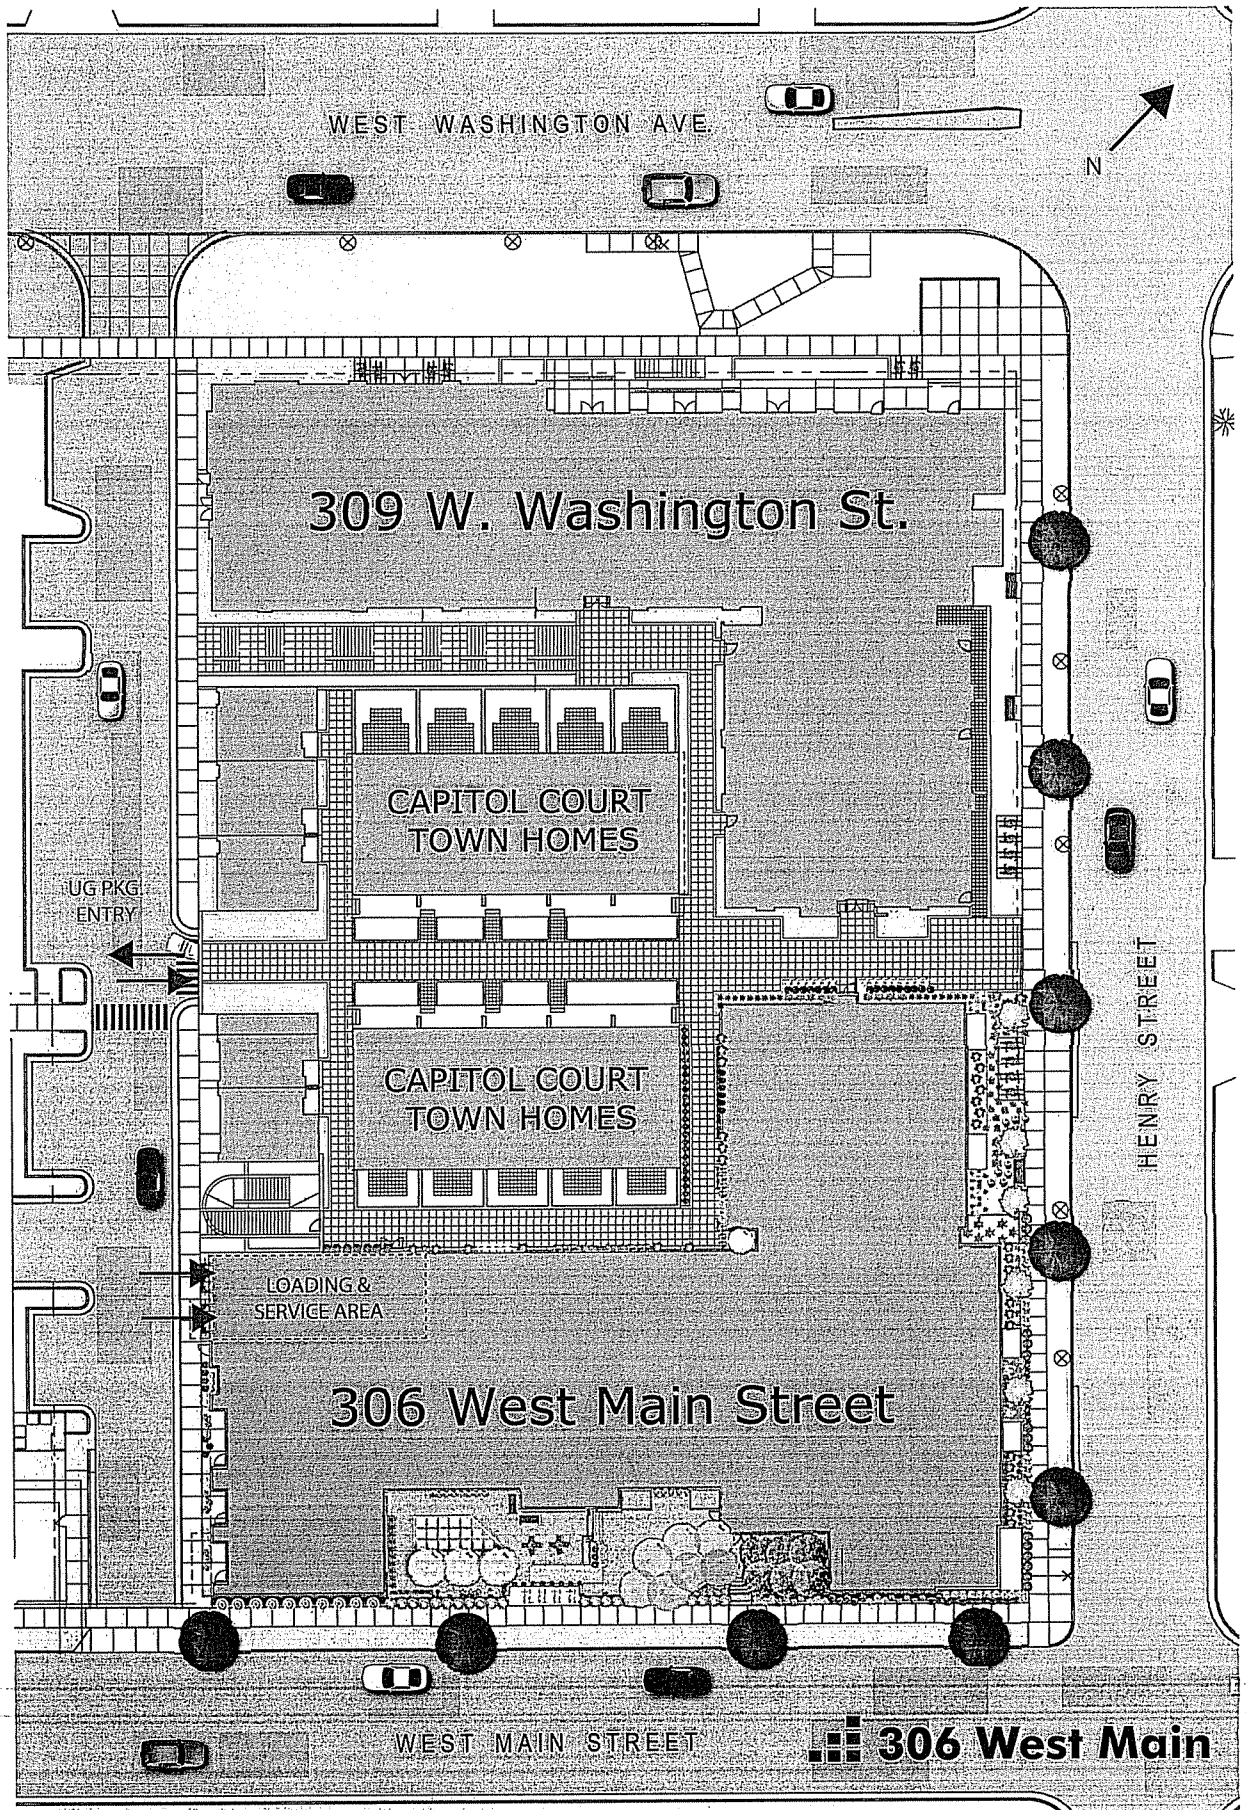 WEST WASHINGTON AVE.
N
309 W. Washington St.
CAPITOL COURT
TOWN HOMES
UG PKG
ENTRY
HENRY STREET
CAPITOL COURT
TOWN HOMES
LOADING &
SERVICE AREA
306 West Main Street
WEST MAIN STREET
306 West Main